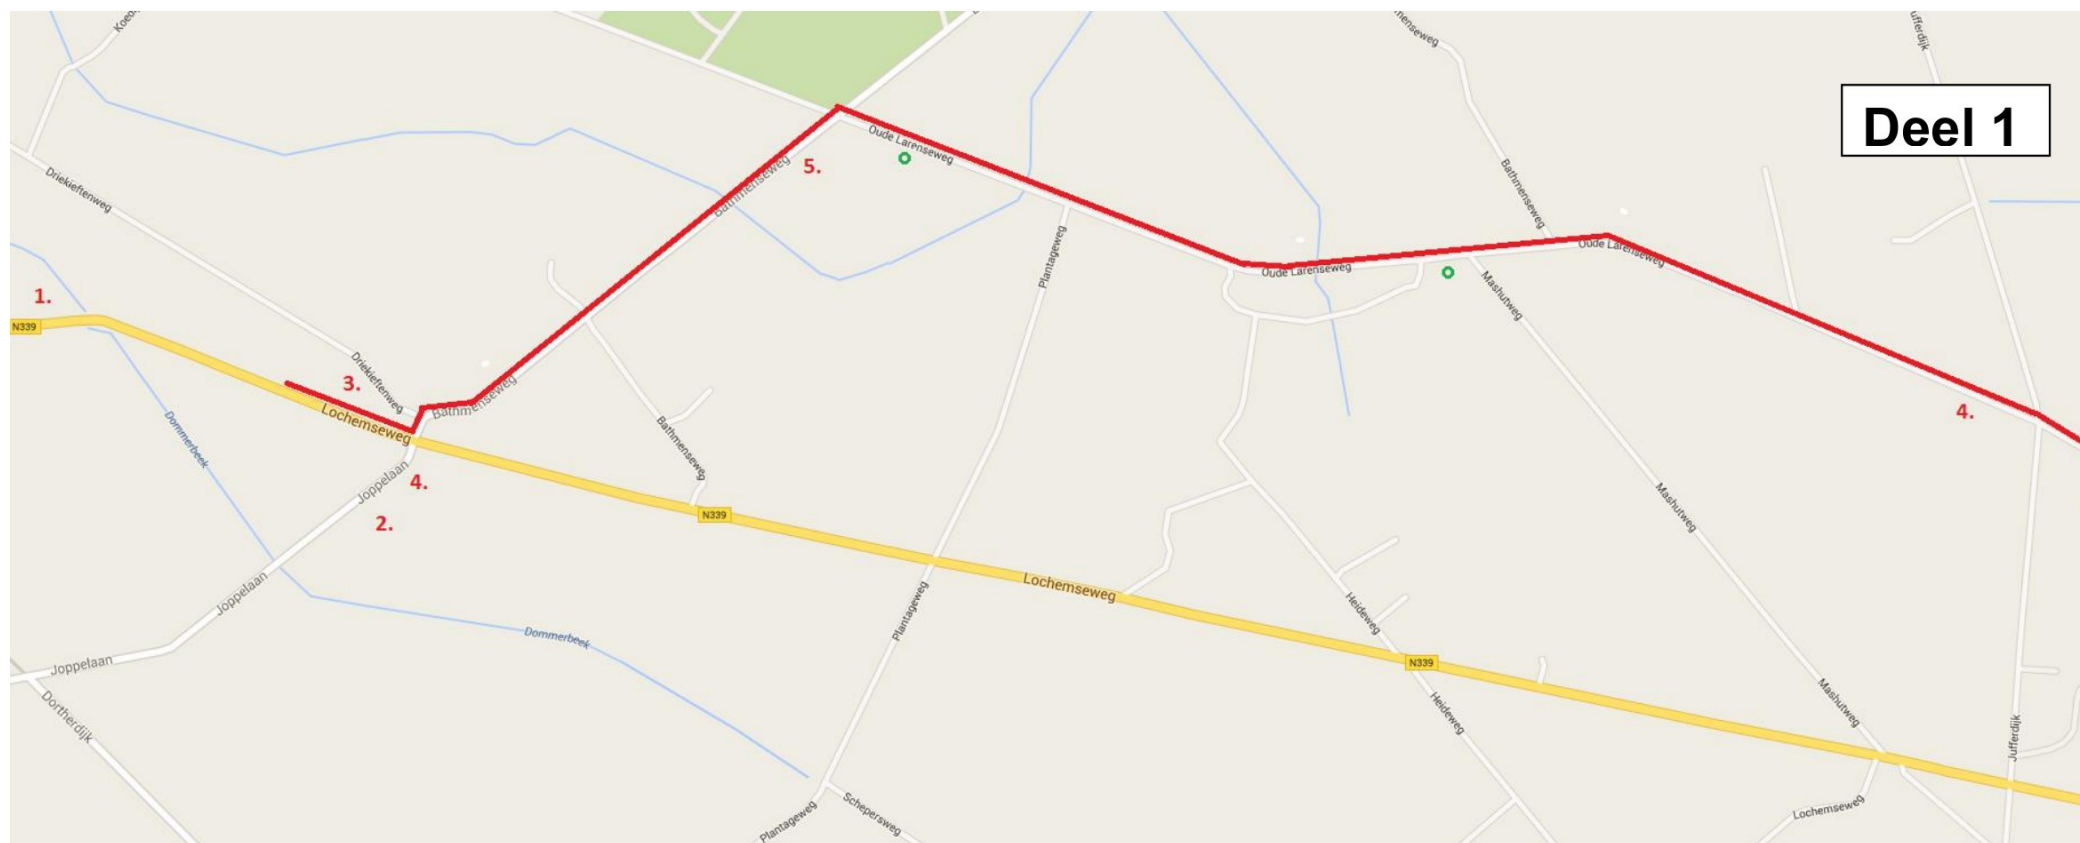 Deel 1
Driekieftenweg
Oude Larenseweg
Bathmenseweg
5.
Bathmenseweg
Plantageweg
Oude Larenseweg
Oude Larenseweg
Mashutweg
1.
N339
3.
Driekieftenweg
Bathmenseweg
Lochemseweg
4.
Dommerbeek
Joppelaan
4.
2.
Bathmenseweg
N339
Mashutweg
Joppelaan
Lochemseweg
Plantageweg
Heideweg
Dommerbeek
Joppelaan
N339
Dortherdijk
Heideweg
Mashutweg
Jufferdijk
Plantageweg
Schepersweg
Lochemseweg